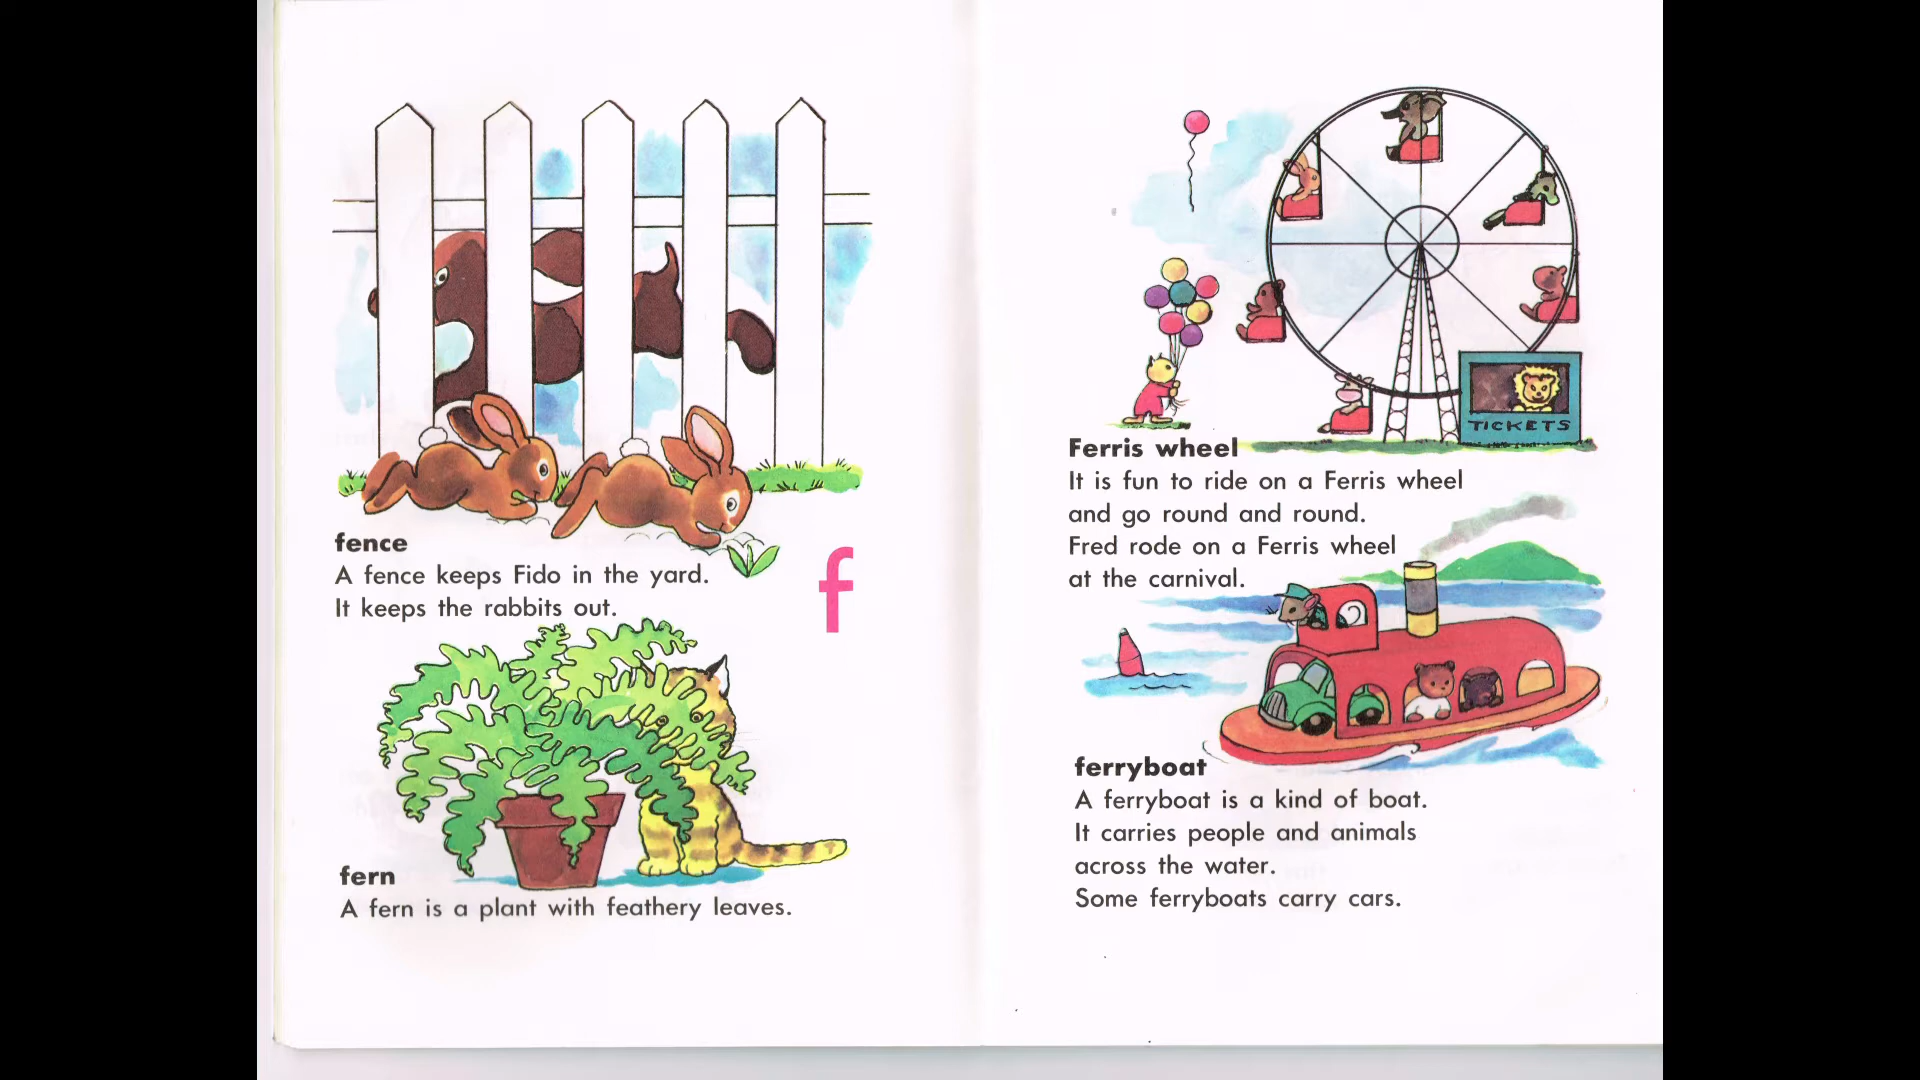 fence
A fence keeps Fido in the yard.
It keeps the rabbits out.
f
fern
A fern is a plant with feathery leaves.
TICKETS
Ferris wheel
It is fun to ride on a Ferris wheel
and go round and round.
Fred rode on a Ferris wheel
at the carnival.
ferryboat
A ferryboat is a kind of boat.
It carries people and animals
across the water.
Some ferryboats carry cars.